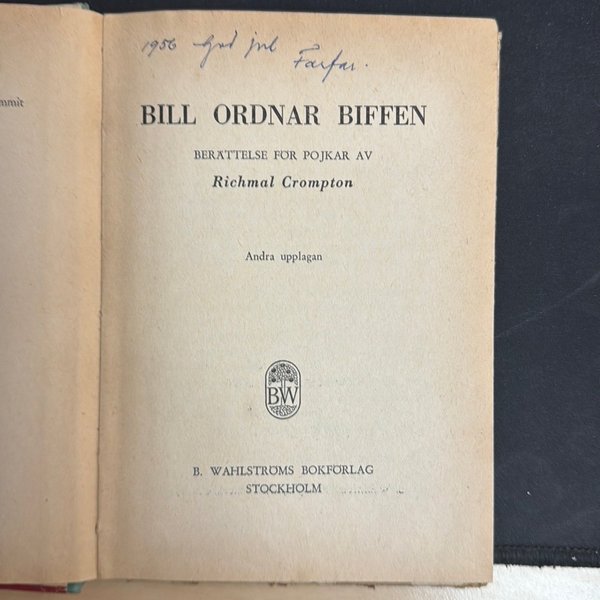 1956 God jul
Farfar.
mmit
BILL ORDNAR BIFFEN
BERÄTTELSE FÖR POJKAR AV
Richmal Crompton
Andra upplagan
BW
B. WAHLSTRÖMS BOKFÖRLAG
STOCKHOLM